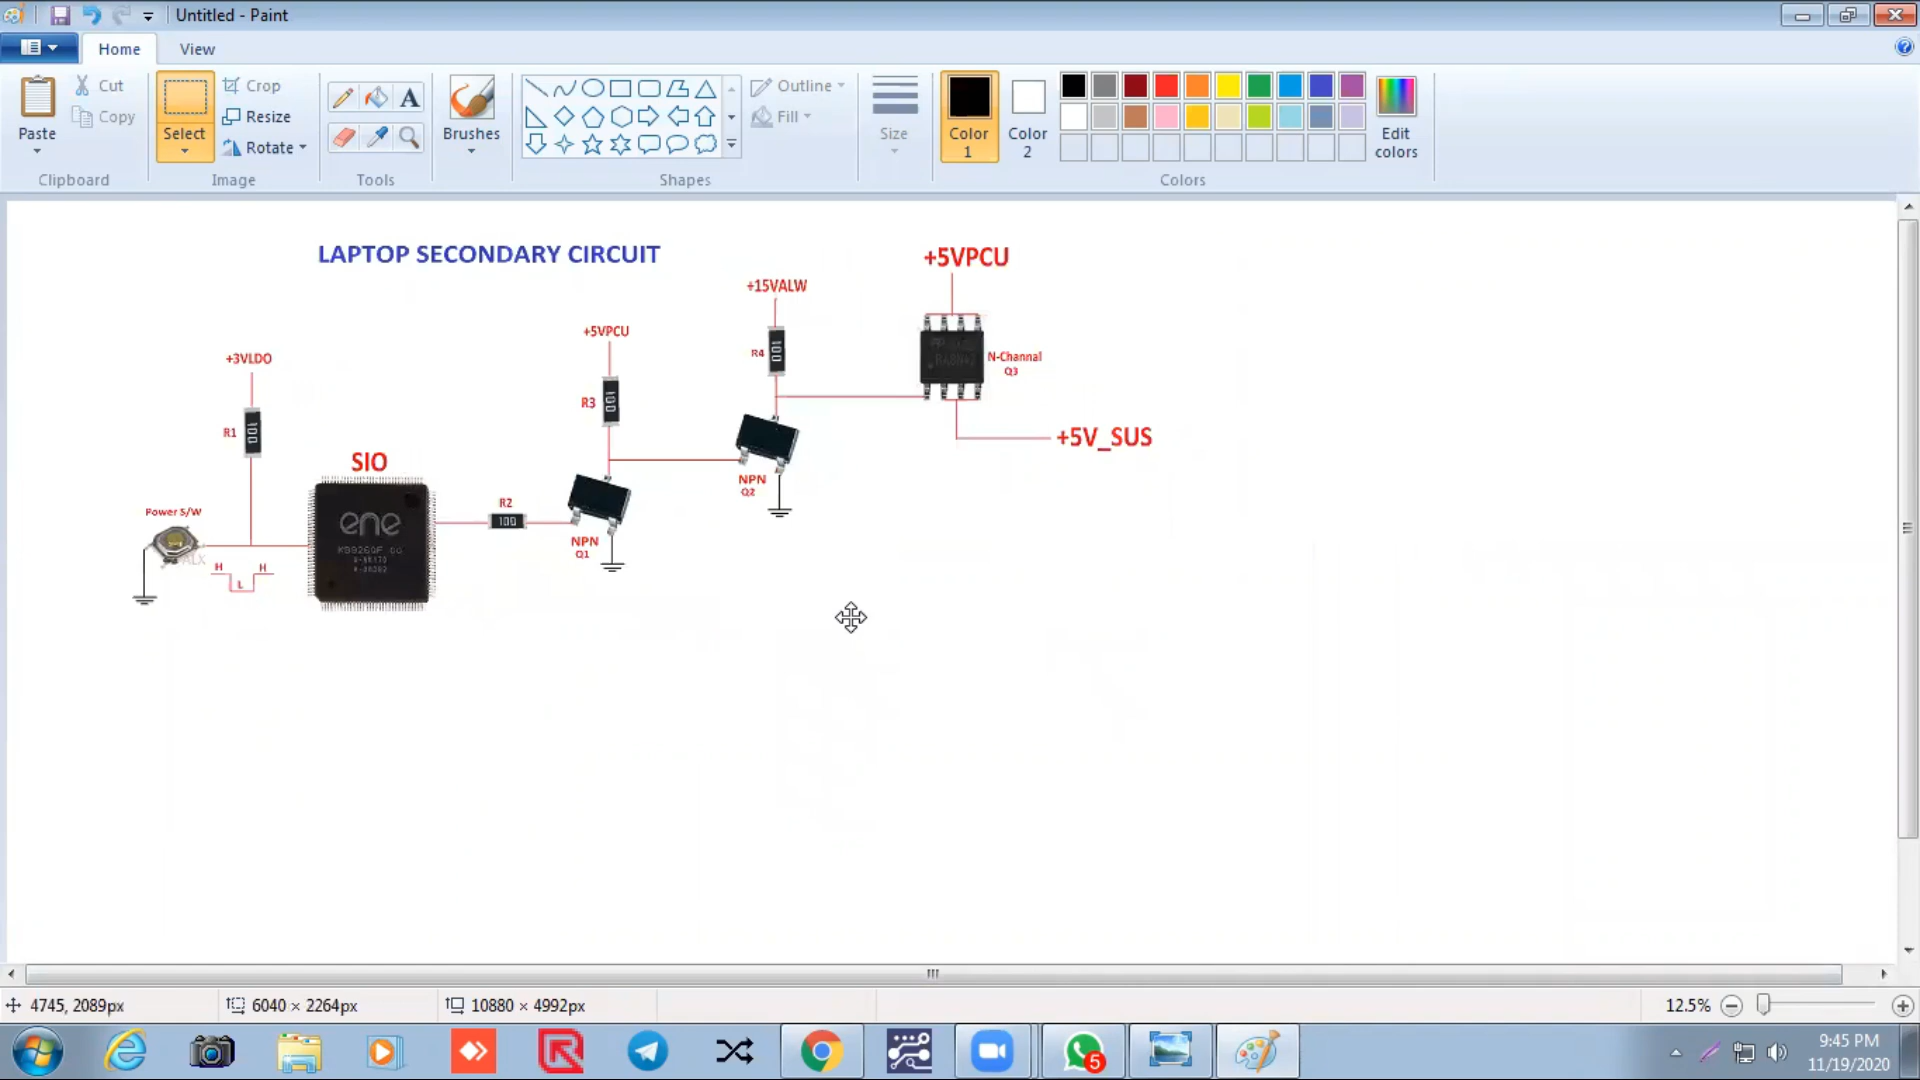 Untitled - Paint
Home
View
Cut
Crop
Outline
Copy
Resize
Fill
Paste
Select
Rotate
Brushes
Size
Color
1
Color
2
Edit
colors
Clipboard
Image
Tools
Shapes
Colors
LAPTOP SECONDARY CIRCUIT
+5VPCU
+15VALW
+5VPCU
R4
N-Channel
Q3
+3VLDO
R3
R1
+5V_SUS
SIO
NPN
Q2
R2
Power S/W
ene
NPN
Q1
H
H
L
100
100
100
100
100
4745, 2089px
6040 × 2264px
10880 × 4992px
12.5%
5
9:45 PM
11/19/2020